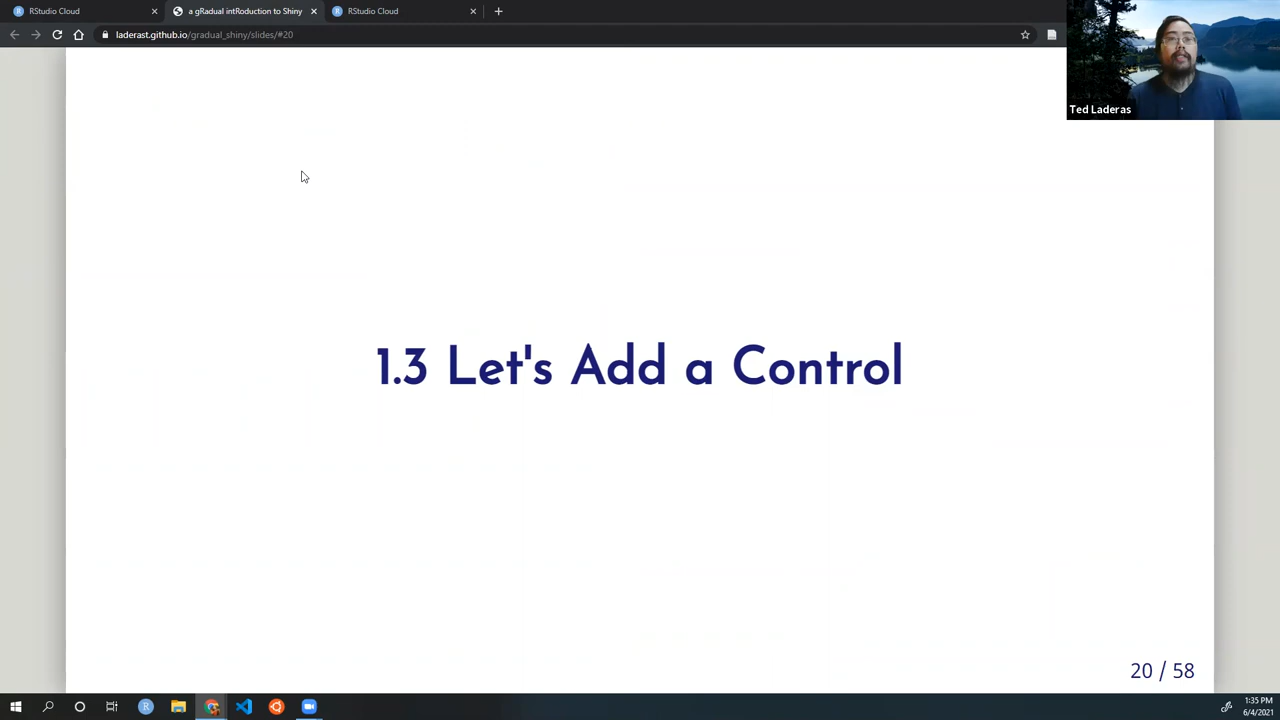 RStudio Cloud
a gRadual intRoduction to Shiny
RStudio Cloud
laderast.github.io/gradual_shiny/slides/#20
Ted Laderas
1.3 Let's Add a Control
20 / 58
1:35 PM
6/4/2021